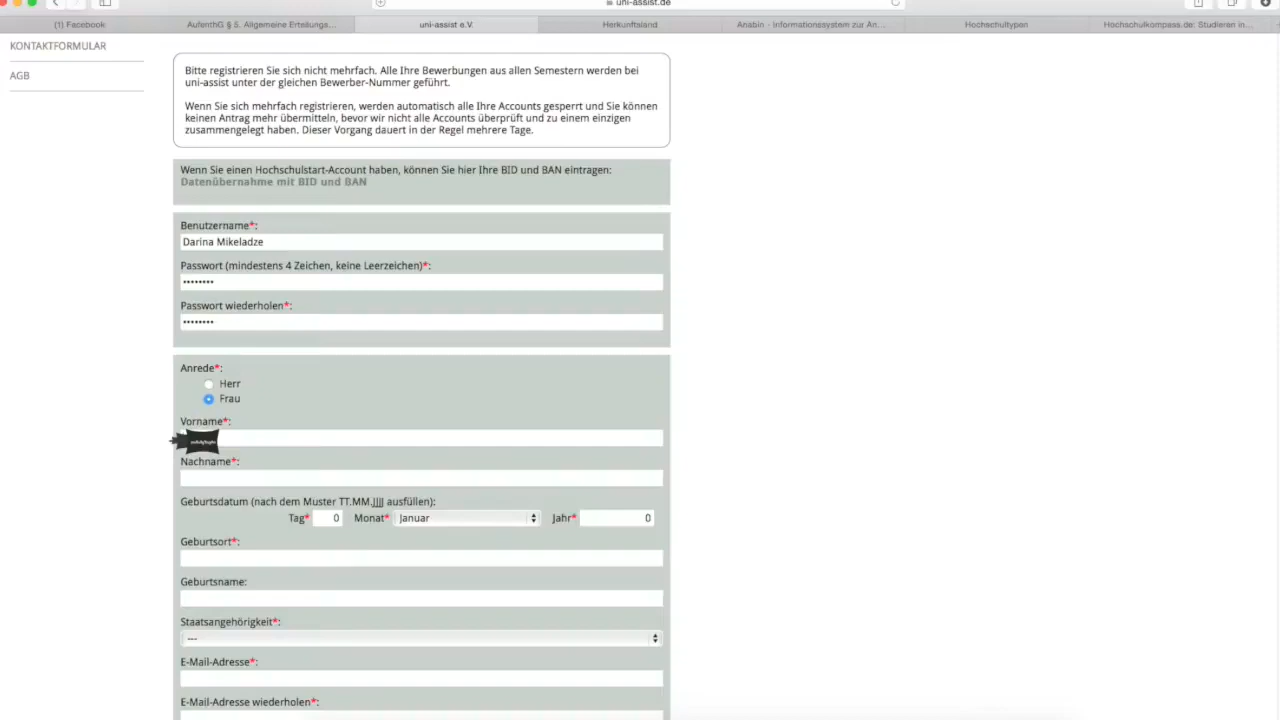 uni-assist.de
(1) Facebook
AufenthG § 5. Allgemeine Erteilungs...
uni-assist e.V.
Herkunftsland
Anabin - Informationssystem zur An...
Hochschultypen
Hochschulkompass.de: Studieren in...
KONTAKTFORMULAR
AGB
Bitte registrieren Sie sich nicht mehrfach. Alle Ihre Bewerbungen aus allen Semestern werden bei
uni-assist unter der gleichen Bewerber-Nummer geführt.
Wenn Sie sich mehrfach registrieren, werden automatisch alle Ihre Accounts gesperrt und Sie können
keinen Antrag mehr übermitteln, bevor wir nicht alle Accounts überprüft und zu einem einzigen
zusammengelegt haben. Dieser Vorgang dauert in der Regel mehrere Tage.
Wenn Sie einen Hochschulstart-Account haben, können Sie hier Ihre BID und BAN eintragen:
Datenübernahme mit BID und BAN
Benutzername*:
Darina Mikeladze
Passwort (mindestens 4 Zeichen, keine Leerzeichen)*:
••••••••
Passwort wiederholen*:
••••••••
Anrede*:
Herr
Frau
Vorname*:
Nachname*:
Geburtsdatum (nach dem Muster TT.MM.JJJJ ausfüllen):
Tag* 0 Monat* Januar Jahr* 0
Geburtsort*:
Geburtsname:
Staatsangehörigkeit*:
---
E-Mail-Adresse*:
E-Mail-Adresse wiederholen*: